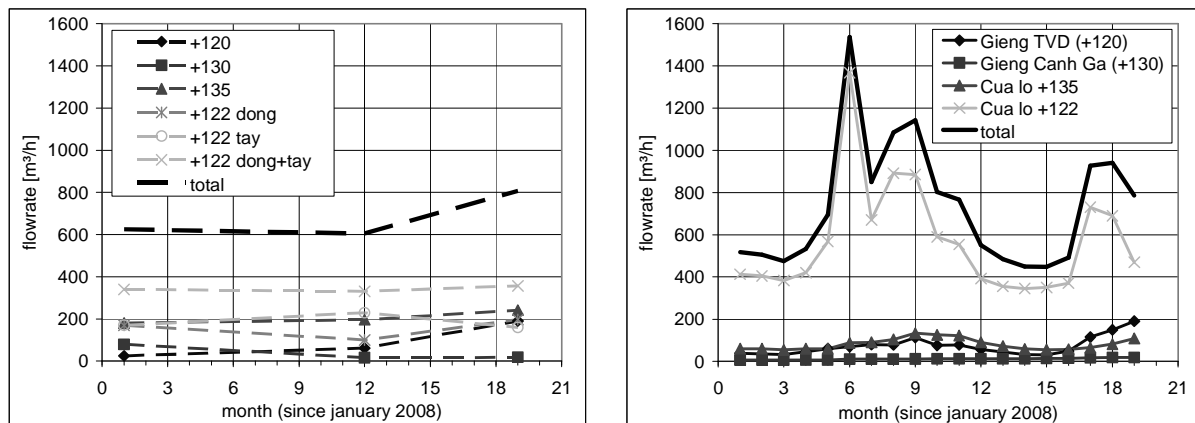 1600
1400
1200
1000
800
600
400
200
0
flowrate [m³/h]
+120
+130
+135
+122 dong
+122 tay
+122 dong+tay
total
0 3 6 9 12 15 18 21
month (since january 2008)
1600
1400
1200
1000
800
600
400
200
0
flowrate [m³/h]
Gieng TVD (+120)
Gieng Canh Ga (+130)
Cua lo +135
Cua lo +122
total
0 3 6 9 12 15 18 21
month (since january 2008)